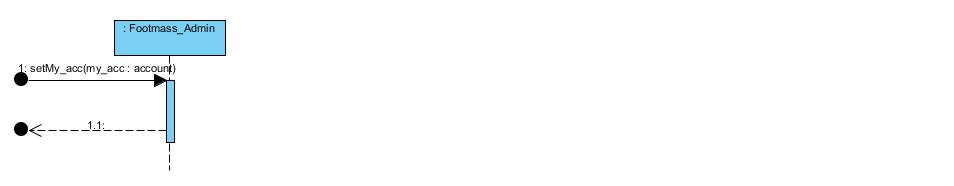 : Footmass_Admin
1: setMy_acc(my_acc : account)
1.1: